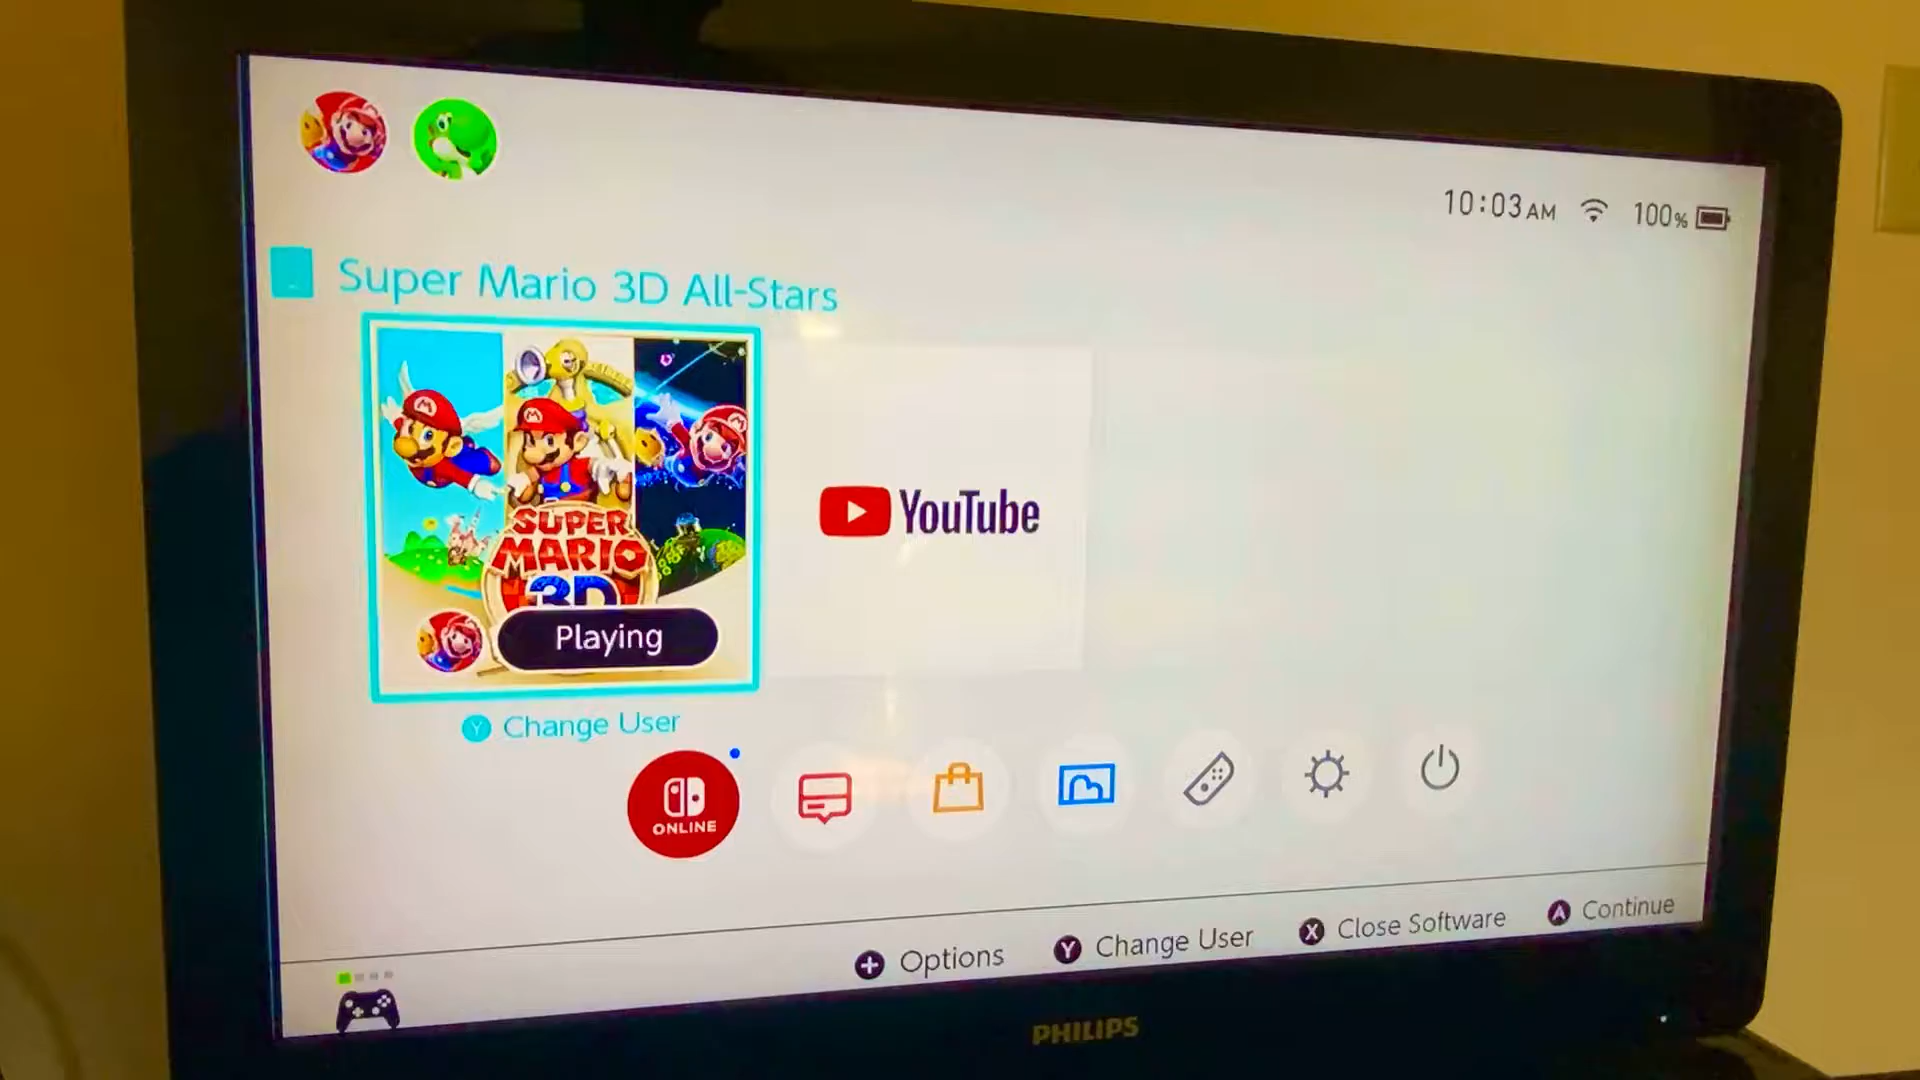 10:03 AM 100%
Super Mario 3D All-Stars
SUPER
MARIO
3D
Playing
YouTube
Y Change User
ONLINE
+ Options Y Change User X Close Software A Continue
PHILIPS